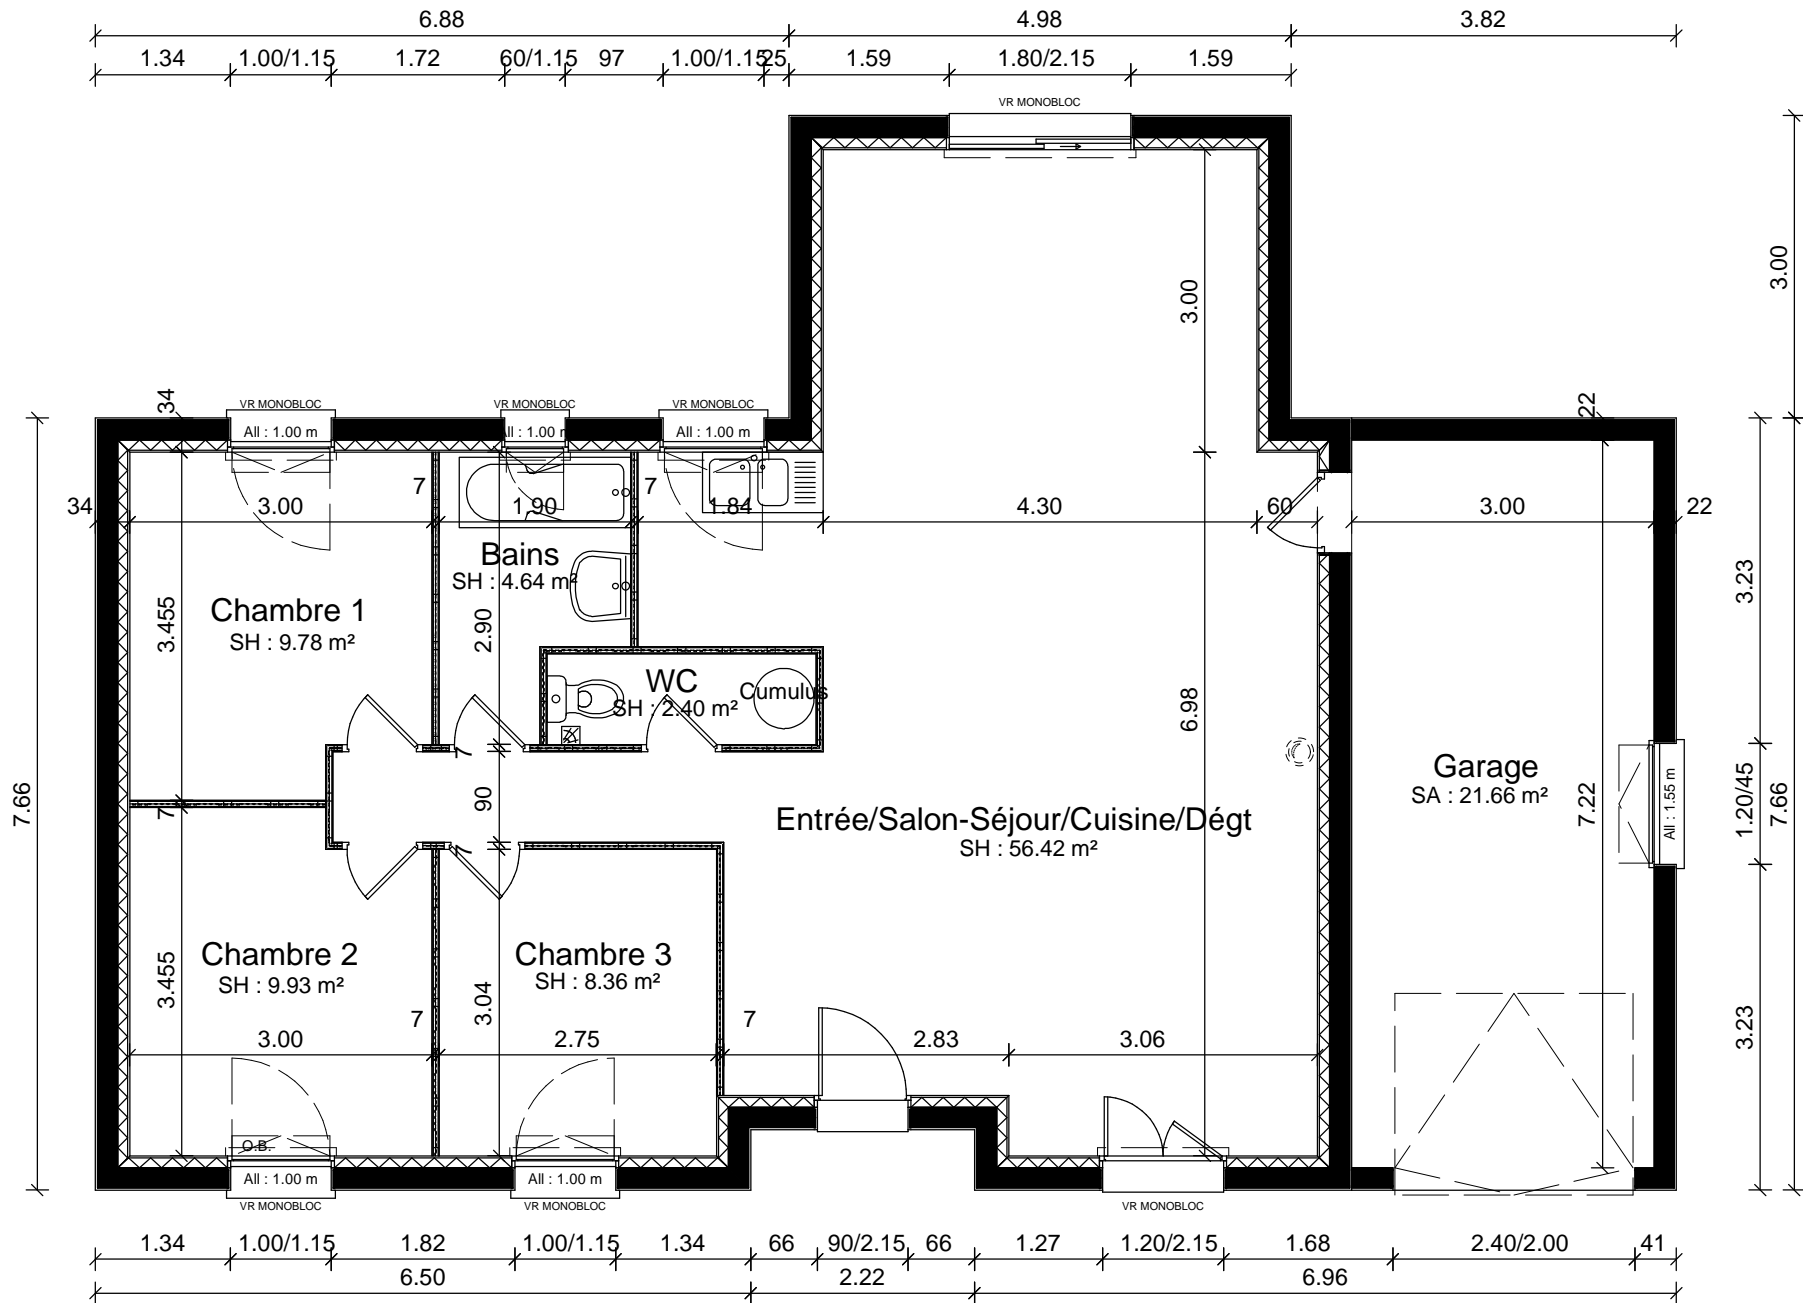 6.88 4.98 3.82
1.34 1.00/1.15 1.72 60/1.15 97 1.00/1.15 25 1.59 1.80/2.15 1.59
VR MONOBLOC
3.00
3.00
34
VR MONOBLOC VR MONOBLOC VR MONOBLOC
22
All : 1.00 m All : 1.00 m All : 1.00 m
7 7
34 3.00 1.90 1.84 4.30 60 3.00 22
Bains
SH : 4.64 m²
Chambre 1
SH : 9.78 m²
3.455
2.90
3.23
WC
SH : 2.40 m²
Cumulus
6.98
7
90
7
7
Garage
SA : 21.66 m²
7.22
All : 1.55 m
1.20/45
7.66
7.66
Entrée/Salon-Séjour/Cuisine/Dégt
SH : 56.42 m²
Chambre 2
SH : 9.93 m²
Chambre 3
SH : 8.36 m²
3.455
3.04
3.23
7 7
3.00 2.75 2.83 3.06
O.B.
All : 1.00 m All : 1.00 m
VR MONOBLOC VR MONOBLOC VR MONOBLOC
1.34 1.00/1.15 1.82 1.00/1.15 1.34 66 90/2.15 66 1.27 1.20/2.15 1.68 2.40/2.00 41
6.50 2.22 6.96